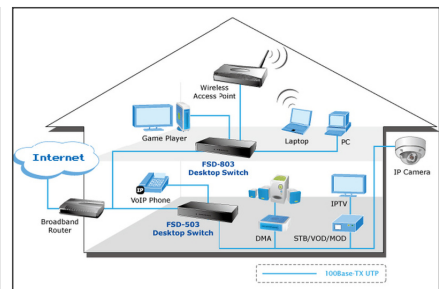 Wireless
Access Point
Game Player
Laptop
PC
FSD-803
Desktop Switch
Internet
IP Camera
IP
VoIP Phone
IPTV
Broadband
Router
FSD-503
Desktop Switch
DMA
STB/VOD/MOD
100Base-TX UTP